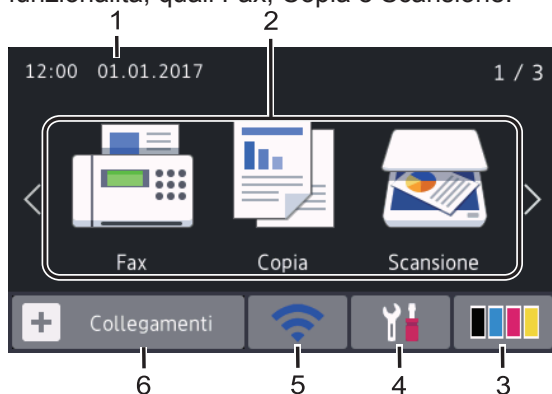 funzionalità, quali Fax, Copia e Scansione.
1 2
12:00 01.01.2017 1 / 3
Fax Copia Scansione
+ Collegamenti
6 5 4 3